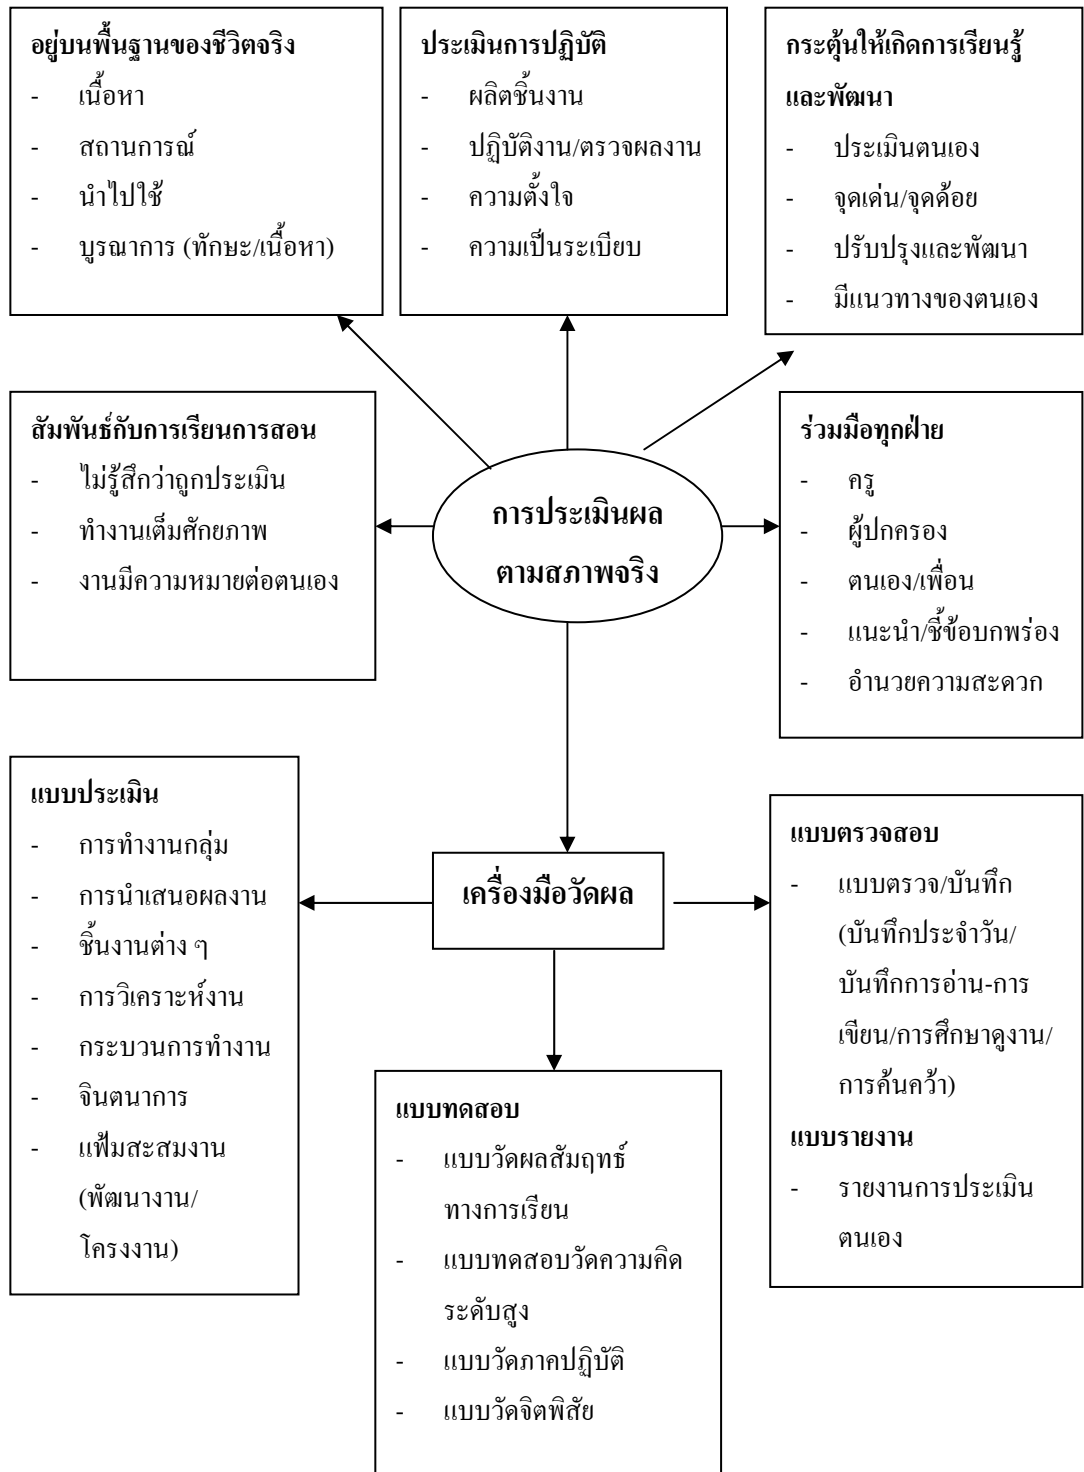 อยู่บนพื้นฐานของชีวิตจริง
- เนื้อหา
- สถานการณ์
- นำไปใช้
- บูรณาการ (ทักษะ/เนื้อหา)
ประเมินการปฏิบัติ
- ผลิตชิ้นงาน
- ปฏิบัติงาน/ตรวจผลงาน
- ความตั้งใจ
- ความเป็นระเบียบ
กระตุ้นให้เกิดการเรียนรู้
และพัฒนา
- ประเมินตนเอง
- จุดเด่น/จุดด้อย
- ปรับปรุงและพัฒนา
- มีแนวทางของตนเอง
สัมพันธ์กับการเรียนการสอน
- ไม่รู้สึกว่าถูกประเมิน
- ทำงานเต็มศักยภาพ
- งานมีความหมายต่อตนเอง
การประเมินผล
ตามสภาพจริง
ร่วมมือทุกฝ่าย
- ครู
- ผู้ปกครอง
- ตนเอง/เพื่อน
- แนะนำ/ชี้ข้อบกพร่อง
- อำนวยความสะดวก
แบบประเมิน
- การทำงานกลุ่ม
- การนำเสนอผลงาน
- ชิ้นงานต่าง ๆ
- การวิเคราะห์งาน
- กระบวนการทำงาน
- จินตนาการ
- แฟ้มสะสมงาน
(พัฒนางาน/
โครงงาน)
เครื่องมือวัดผล
แบบตรวจสอบ
- แบบตรวจ/บันทึก
(บันทึกประจำวัน/
บันทึกการอ่าน-การ
เขียน/การศึกษาดูงาน/
การค้นคว้า)
แบบรายงาน
- รายงานการประเมิน
ตนเอง
แบบทดสอบ
- แบบวัดผลสัมฤทธ์
ทางการเรียน
- แบบทดสอบวัดความคิด
ระดับสูง
- แบบวัดภาคปฏิบัติ
- แบบวัดจิตพิสัย